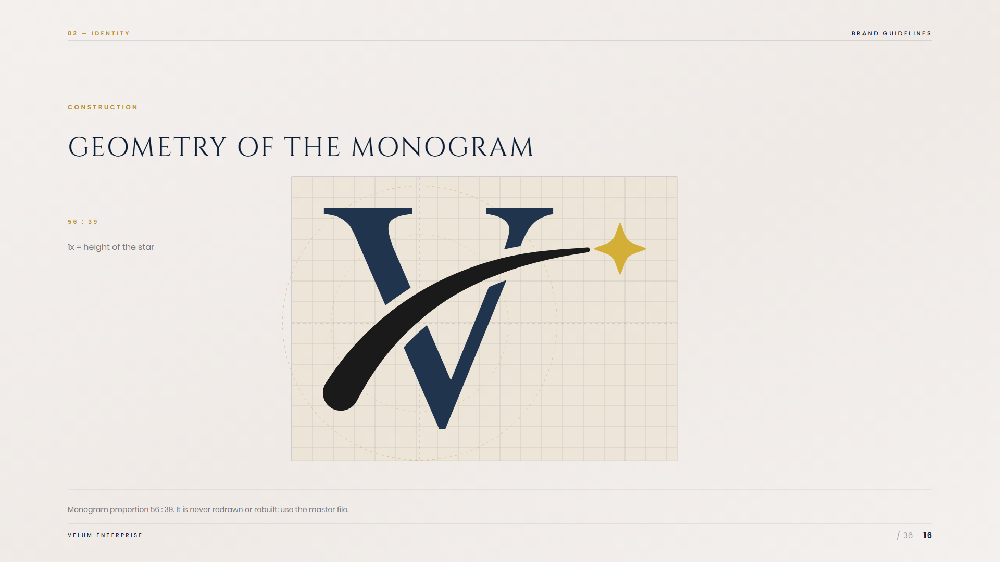 02 — IDENTITY
BRAND GUIDELINES
CONSTRUCTION
GEOMETRY OF THE MONOGRAM
56 : 39
1x = height of the star
V
Monogram proportion 56 : 39. It is never redrawn or rebuilt: use the master file.
VELUM ENTERPRISE
/ 36 16